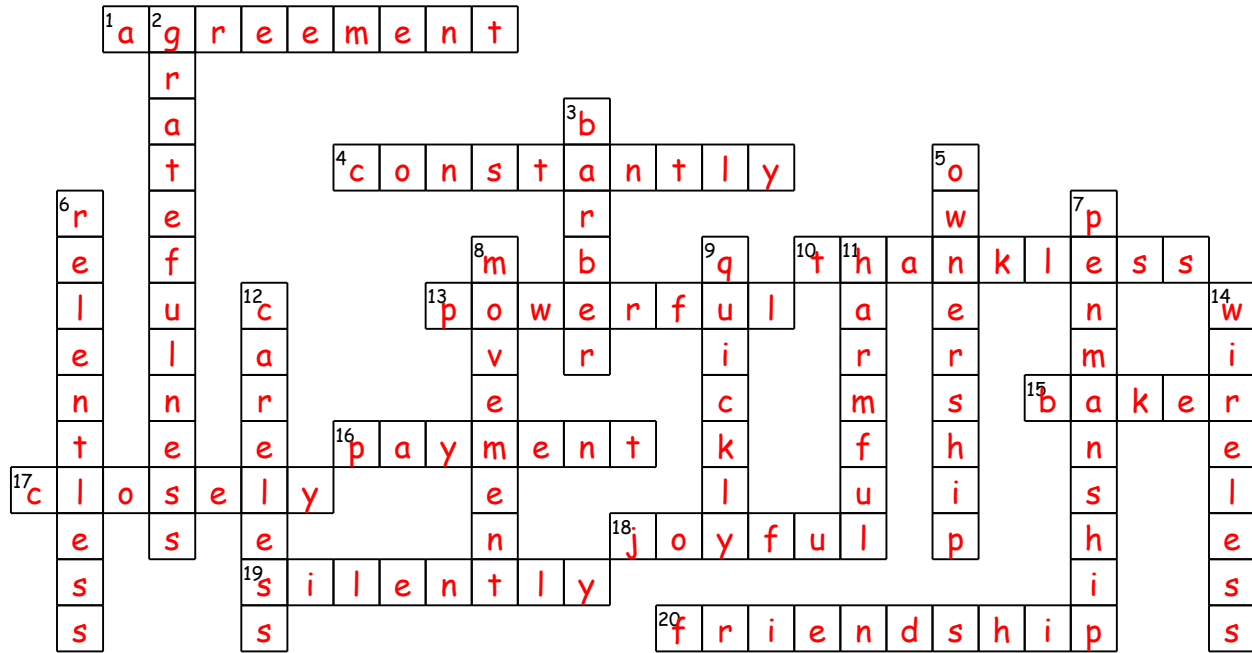 1 agreement
2 gratefulness
3 barber
4 constantly
5 ownership
6 relentless
7 penmanship
8 movement
9 quickly
10 thankless
11 harmful
12 careless
13 powerful
14 wireless
15 baker
16 payment
17 closely
18 joyful
19 silently
20 friendship